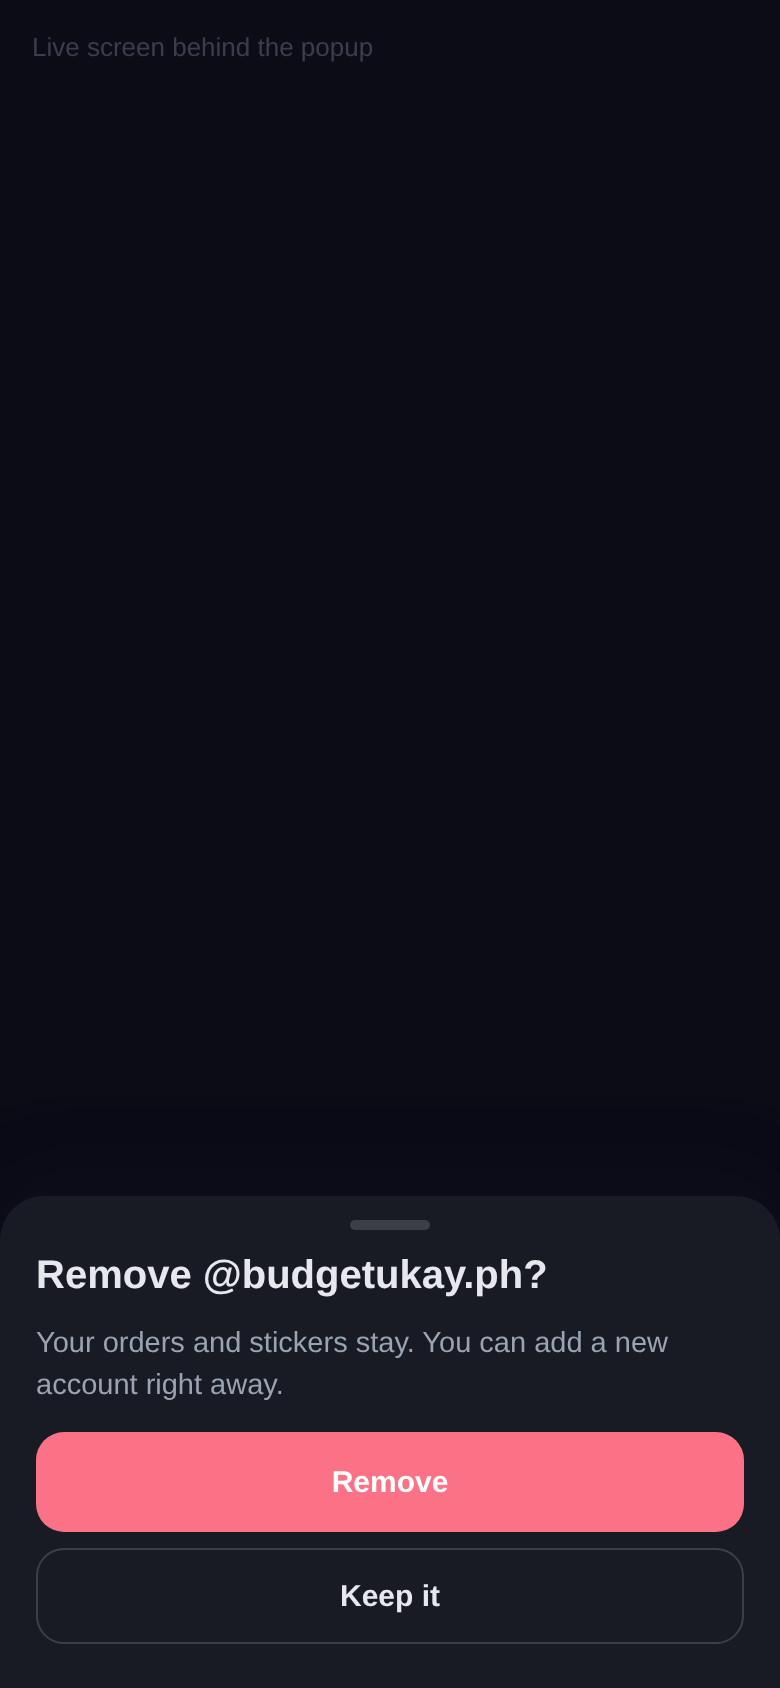 Live screen behind the popup
Remove @budgetukay.ph?
Your orders and stickers stay. You can add a new
account right away.
Remove
Keep it